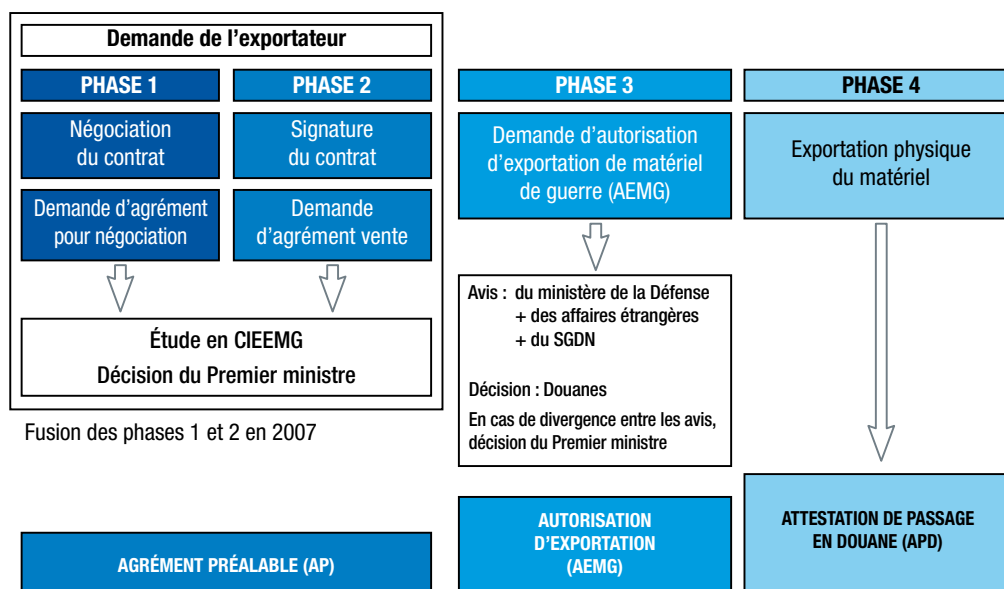 Demande de l'exportateur
PHASE 1
Négociation
du contrat
Demande d'agrément
pour négociation
PHASE 2
Signature
du contrat
Demande
d'agrément vente
Étude en CIEEMG
Décision du Premier ministre
Fusion des phases 1 et 2 en 2007
AGRÉMENT PRÉALABLE (AP)
PHASE 3
Demande d'autorisation
d'exportation de matériel
de guerre (AEMG)
Avis : du ministère de la Défense
+ des affaires étrangères
+ du SGDN
Décision : Douanes
En cas de divergence entre les avis,
décision du Premier ministre
AUTORISATION
D'EXPORTATION
(AEMG)
PHASE 4
Exportation physique
du matériel
ATTESTATION DE PASSAGE
EN DOUANE (APD)